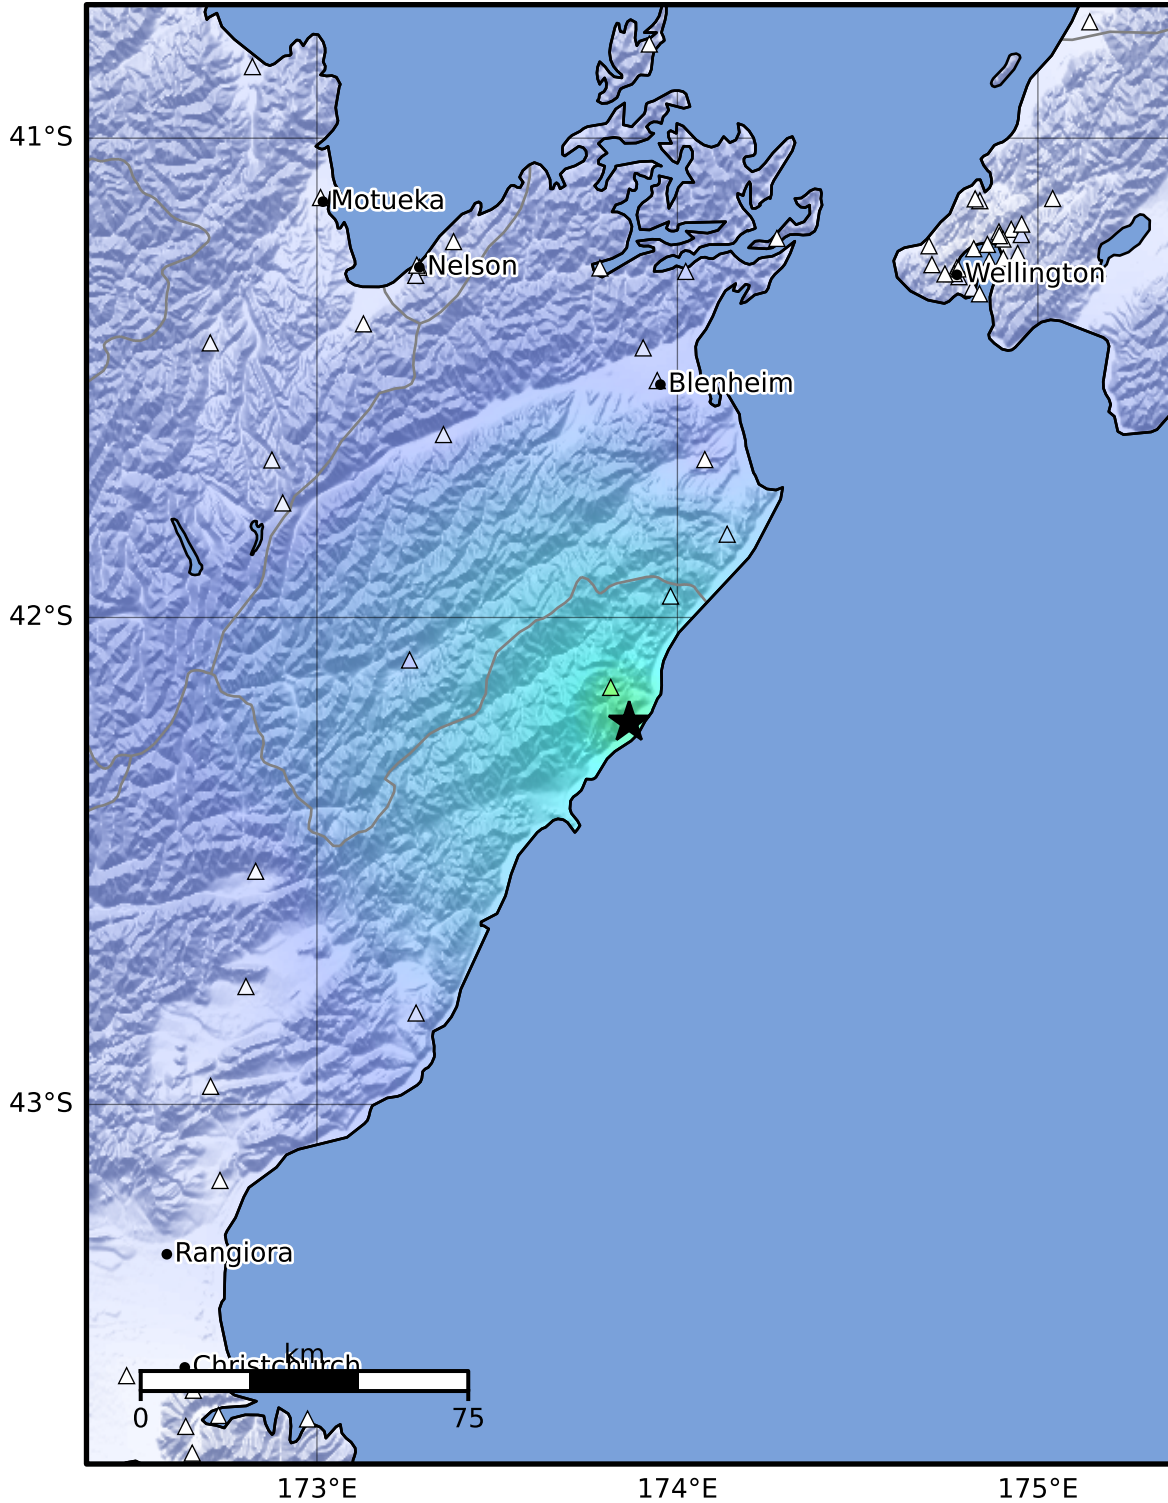 41°S
Motueka
Nelson
Wellington
Blenheim
42°S
43°S
Rangiora
km
Christchurch
0 75
173°E 174°E 175°E